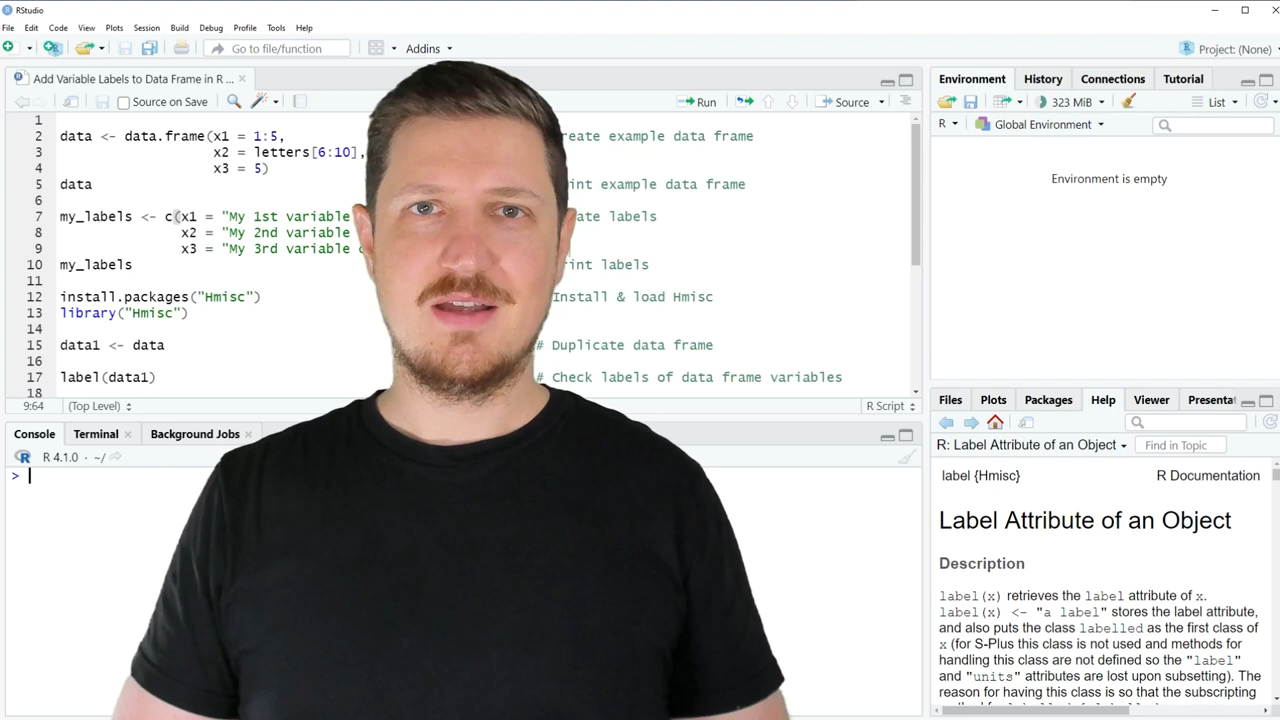 RStudio
File Edit Code View Plots Session Build Debug Profile Tools Help
Go to file/function Addins Project: (None)
Add Variable Labels to Data Frame in R ...
Source on Save Run Source
1
2 data <- data.frame(x1 = 1:5, reate example data frame
3 x2 = letters[6:10],
4 x3 = 5)
5 data int example data frame
6
7 my_labels <- c(x1 = "My 1st variable ate labels
8 x2 = "My 2nd variable
9 x3 = "My 3rd variable
10 my_labels int labels
11
12 install.packages("Hmisc") Install & load Hmisc
13 library("Hmisc")
14
15 data1 <- data # Duplicate data frame
16
17 label(data1) # Check labels of data frame variables
18
9:64 (Top Level) R Script
Console Terminal Background Jobs
R 4.1.0 · ~/
>
Environment History Connections Tutorial
323 MiB List
R Global Environment
Environment is empty
Files Plots Packages Help Viewer Presenta
R: Label Attribute of an Object Find in Topic
label {Hmisc} R Documentation
Label Attribute of an Object
Description
label(x) retrieves the label attribute of x.
label(x) <- "a label" stores the label attribute,
and also puts the class labelled as the first class of
x (for S-Plus this class is not used and methods for
handling this class are not defined so the "label"
and "units" attributes are lost upon subsetting). The
reason for having this class is so that the subscripting